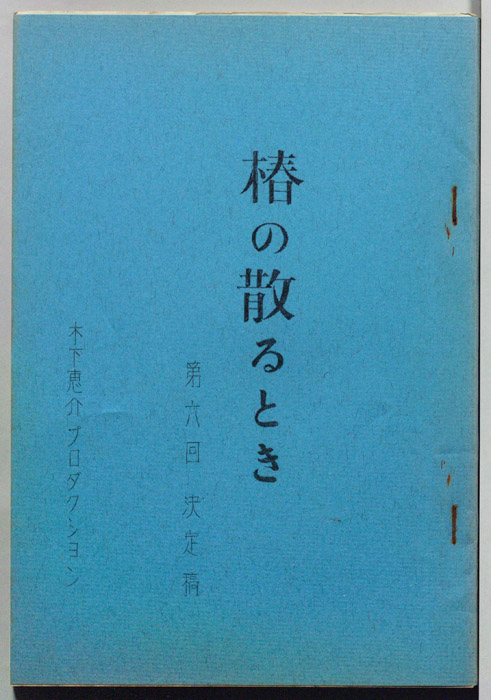 椿の散るとき
第六回 決定稿
木下恵介プロダクション